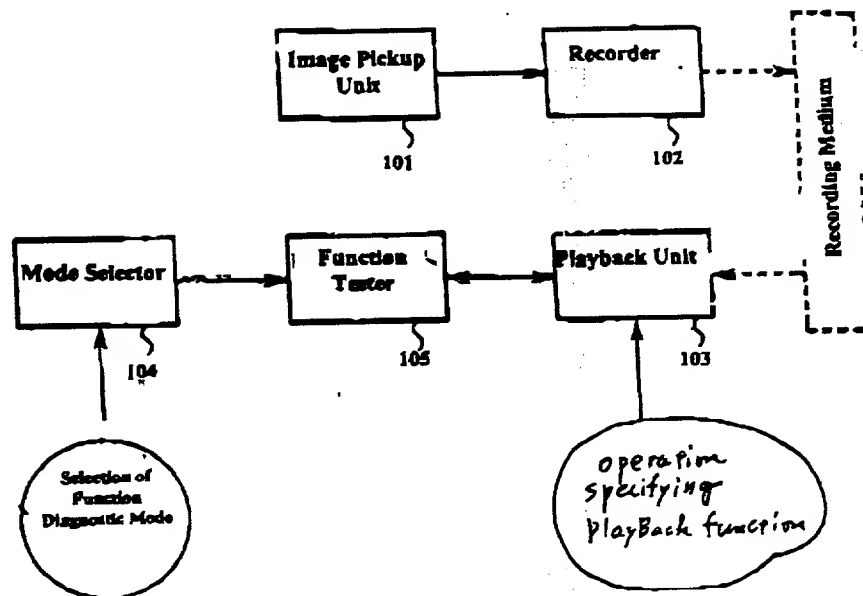 Image Pickup
Unit
101
Recorder
102
Recording Medium
Mode Selector
104
Function
Tester
105
Playback Unit
103
Selection of
Function
Diagnostic Mode
operation
specifying
playBack function